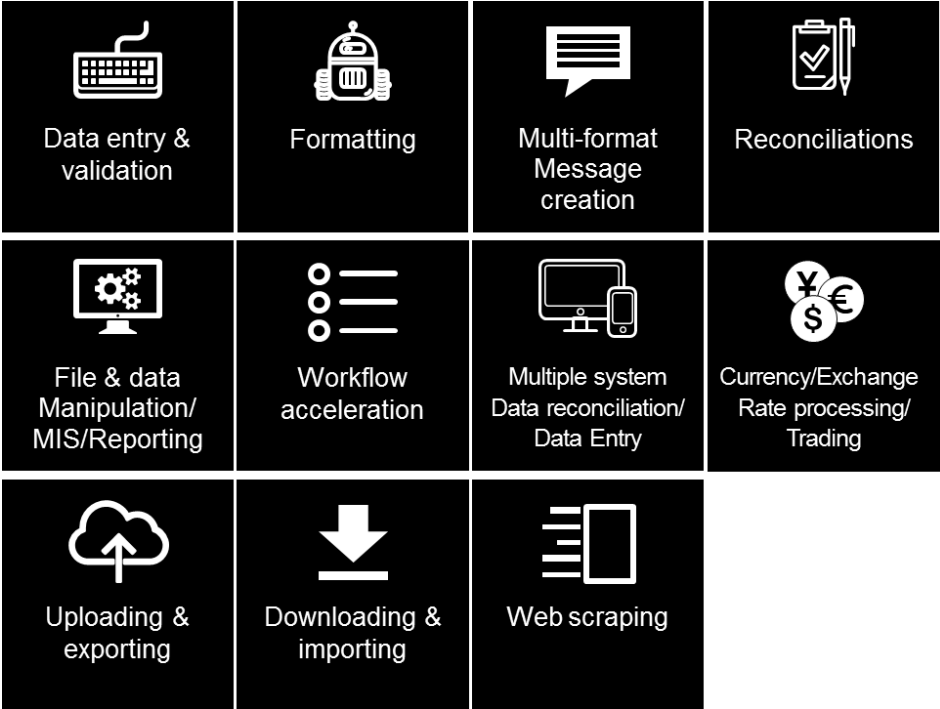 Data entry &
validation
Formatting
Multi-format
Message
creation
Reconciliations
File & data
Manipulation/
MIS/Reporting
Workflow
acceleration
Multiple system
Data reconciliation/
Data Entry
¥
€
$
Currency/Exchange
Rate processing/
Trading
Uploading &
exporting
Downloading &
importing
Web scraping